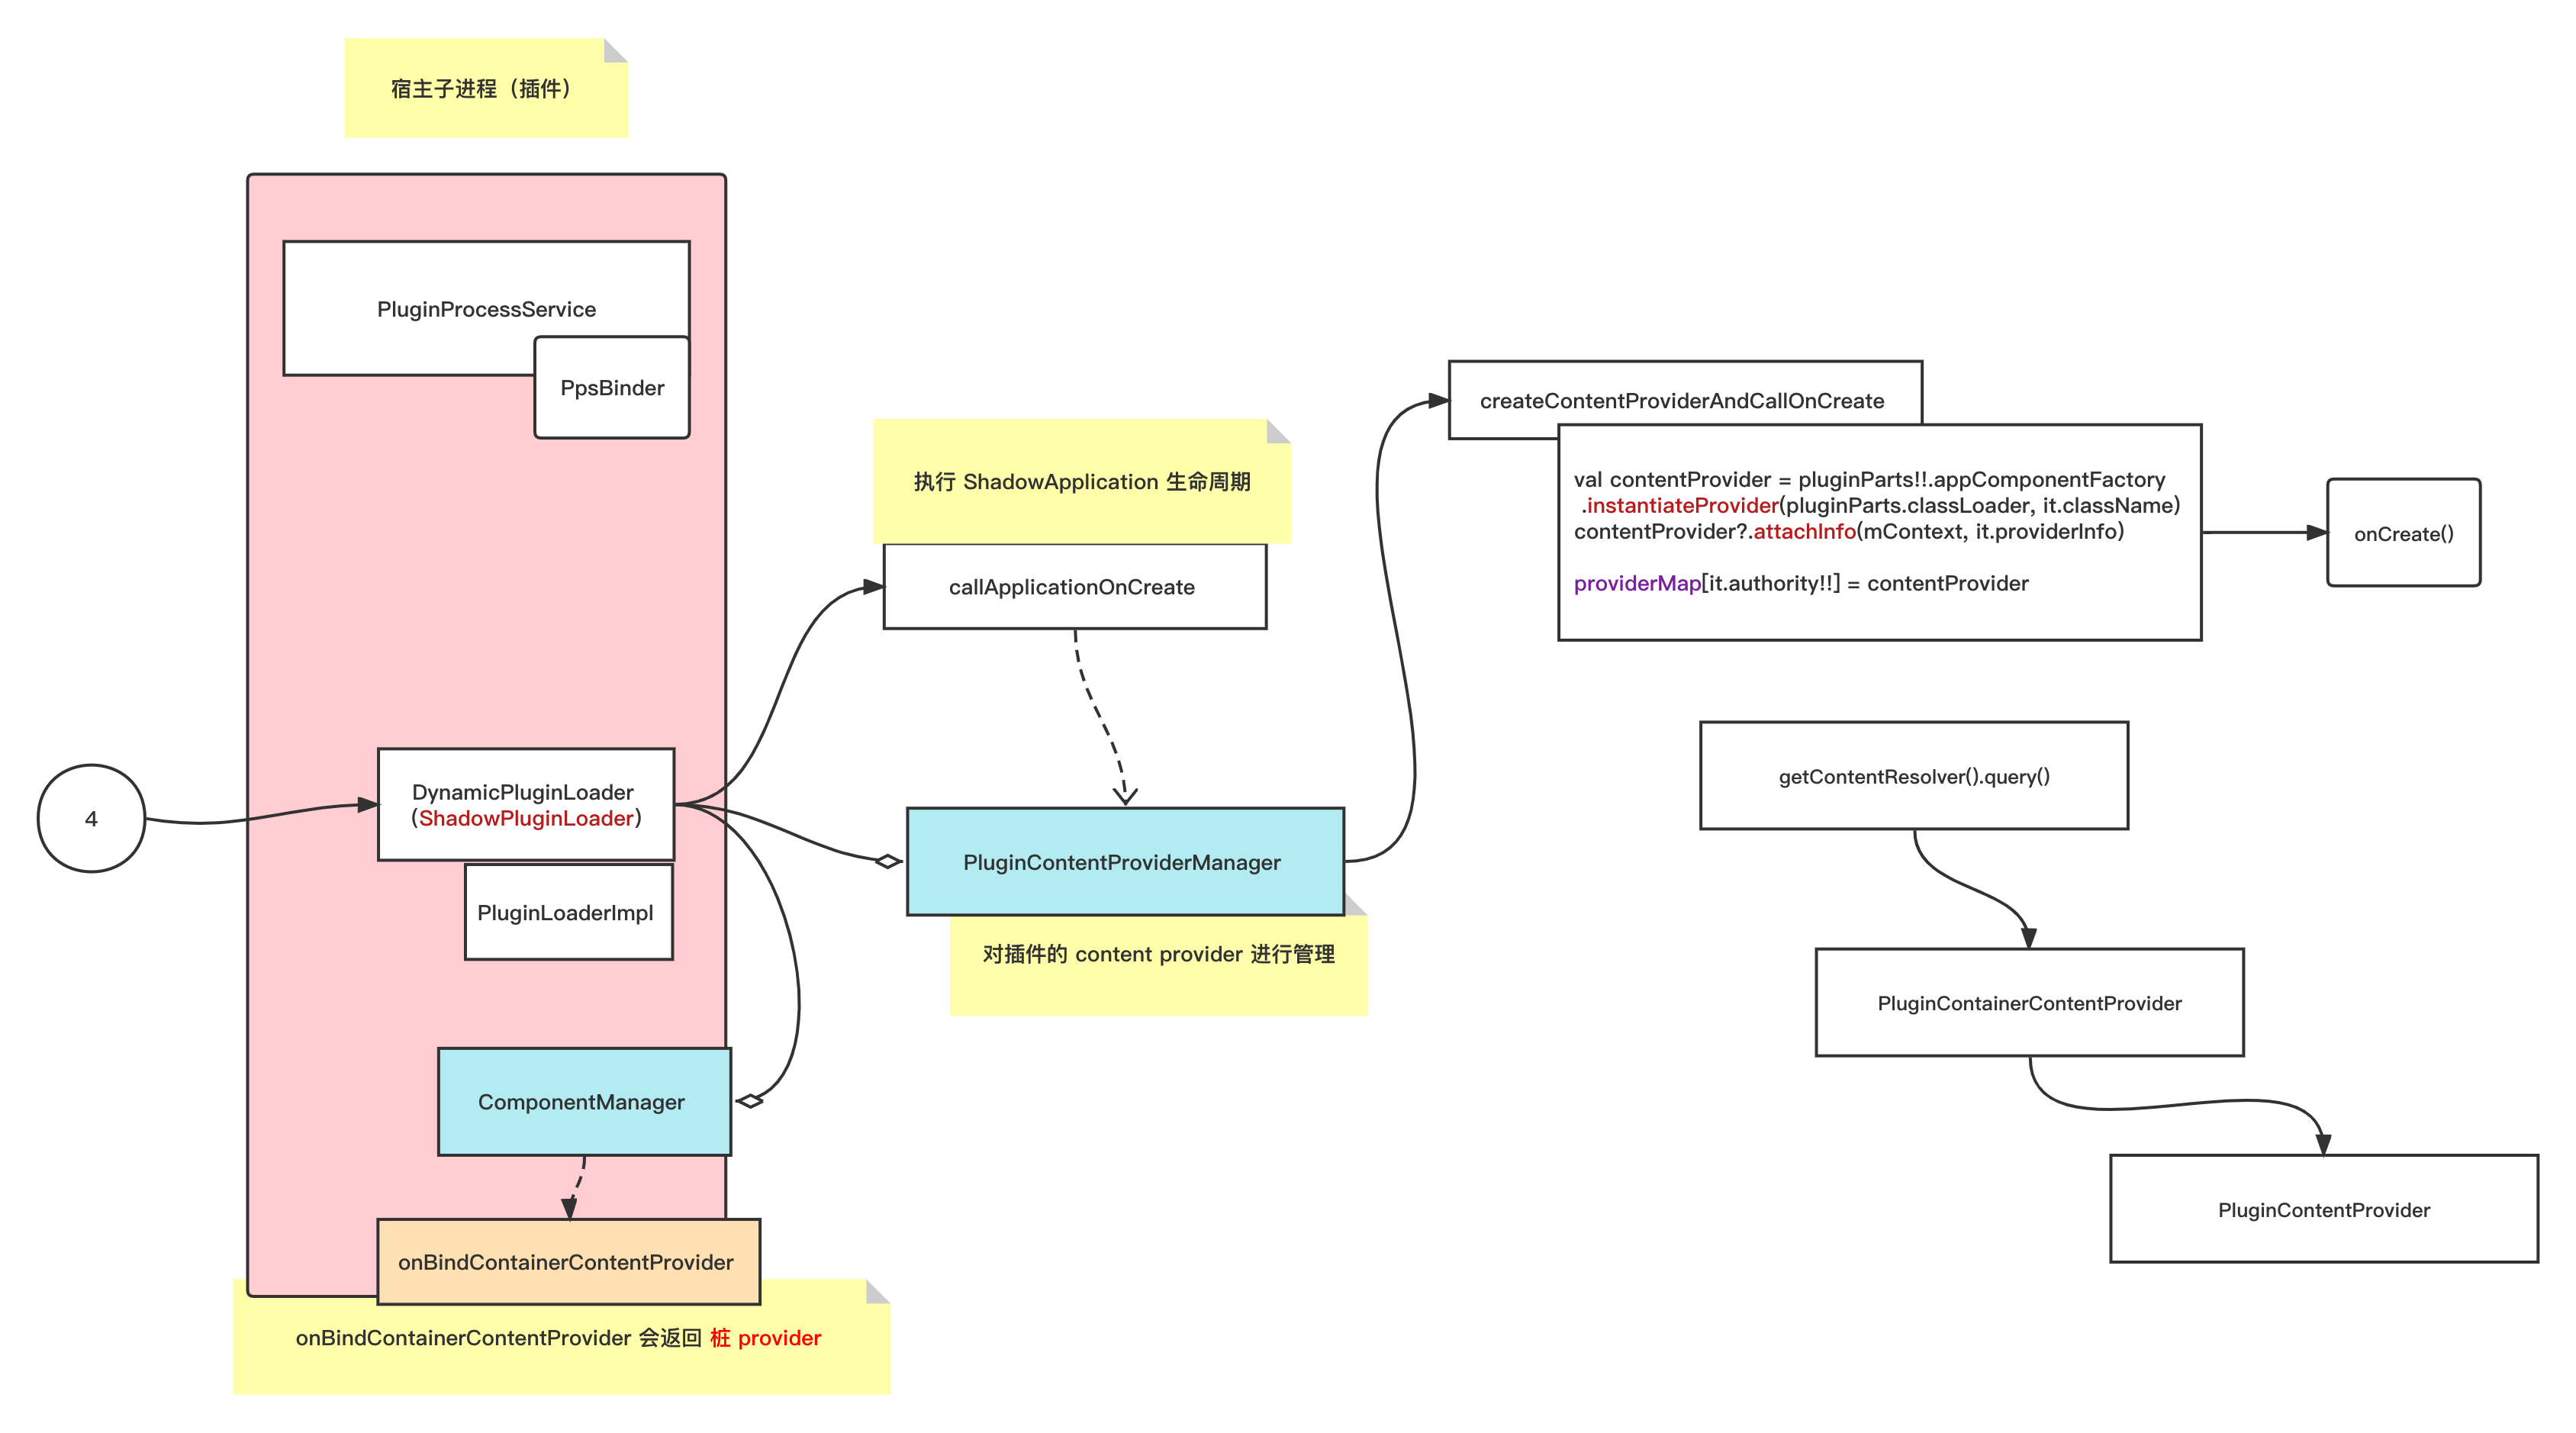 宿主子进程（插件）
PluginProcessService
PpsBinder
4
DynamicPluginLoader
(ShadowPluginLoader)
PluginLoaderImpl
ComponentManager
onBindContainerContentProvider
onBindContainerContentProvider 会返回 桩 provider
执行 ShadowApplication 生命周期
callApplicationOnCreate
PluginContentProviderManager
对插件的 content provider 进行管理
createContentProviderAndCallOnCreate
val contentProvider = pluginParts!!.appComponentFactory
.instantiateProvider(pluginParts.classLoader, it.className)
contentProvider?.attachInfo(mContext, it.providerInfo)
providerMap[it.authority!!] = contentProvider
onCreate()
getContentResolver().query()
PluginContainerContentProvider
PluginContentProvider